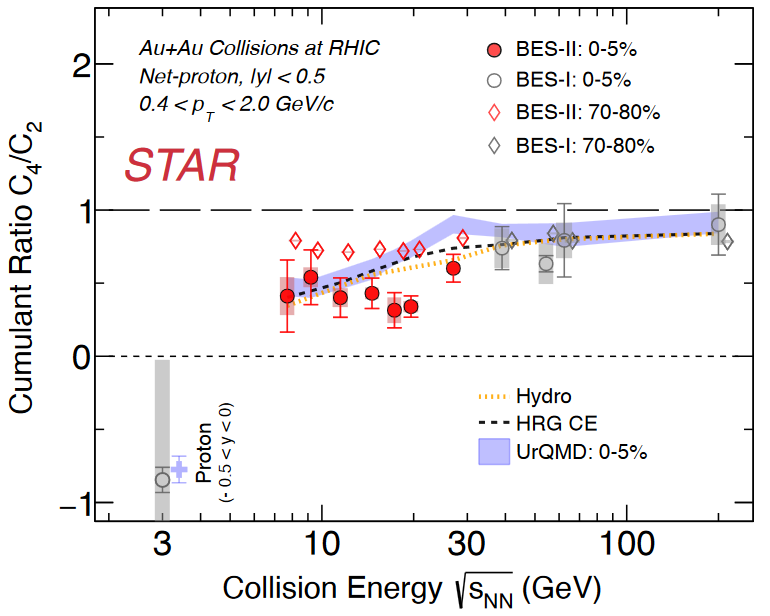 Au+Au Collisions at RHIC
Net-proton, |y| < 0.5
0.4 < p_T < 2.0 GeV/c
STAR
BES-II: 0-5%
BES-I: 0-5%
BES-II: 70-80%
BES-I: 70-80%
Cumulant Ratio C4/C2
2
1
0
−1
Proton
(- 0.5 < y < 0)
Hydro
HRG CE
UrQMD: 0-5%
3 10 30 100
Collision Energy √s_NN (GeV)